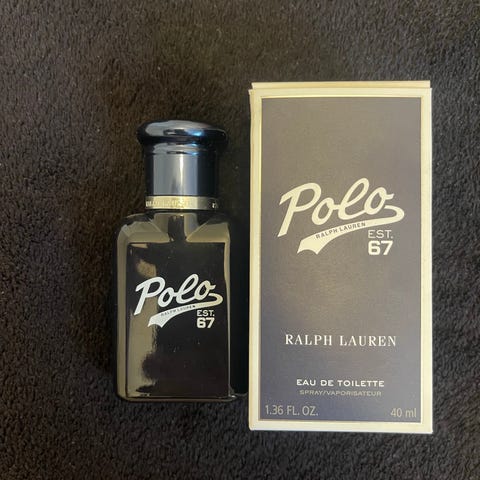 Polo
RALPH LAUREN
EST.
67
Polo
RALPH LAUREN
EST.
67
RALPH LAUREN
EAU DE TOILETTE
SPRAY/VAPORISATEUR
1.36 FL. OZ. 40 ml